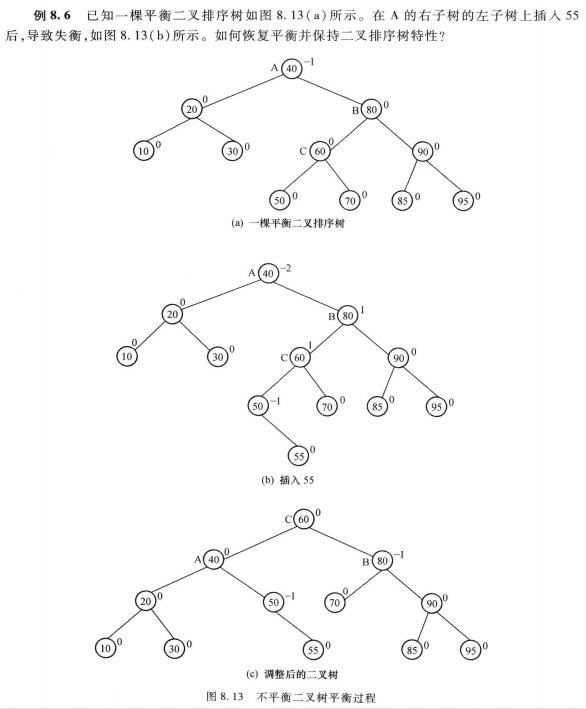 例 8.6 已知一棵平衡二叉排序树如图 8.13(a)所示。在 A 的右子树的左子树上插入 55
后,导致失衡,如图 8.13(b)所示。如何恢复平衡并保持二叉排序树特性?
A 40 -1
20 0 B 80 0
10 0 30 0 C 60 0 90 0
50 0 70 0 85 0 95 0
(a) 一棵平衡二叉排序树
A 40 -2
20 0 B 80 1
10 0 30 0 C 60 1 90 0
50 -1 70 0 85 0 95 0
55 0
(b) 插入 55
C 60 0
A 40 0 B 80 -1
20 0 50 -1 70 0 90 0
10 0 30 0 55 0 85 0 95 0
(c) 调整后的二叉树
图 8.13 不平衡二叉树平衡过程